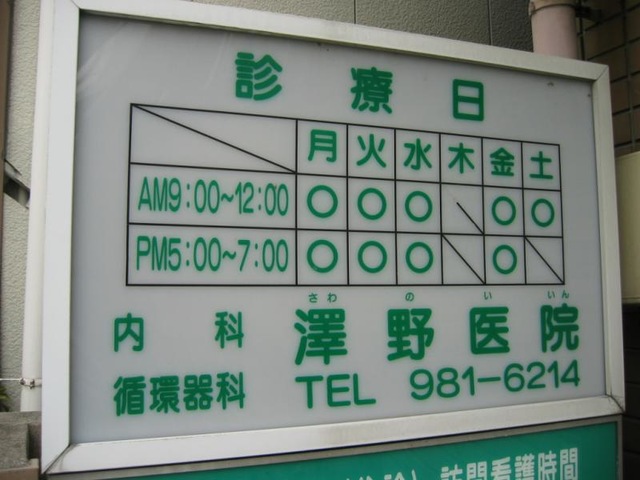 診療日
月 火 水 木 金 土
AM9:00~12:00 ○ ○ ○ ＼ ○ ○
PM5:00~7:00 ○ ○ ○ ＼ ○ ＼
さわ の い いん
内科 澤野医院
循環器科 TEL 981-6214
訪問看護時間